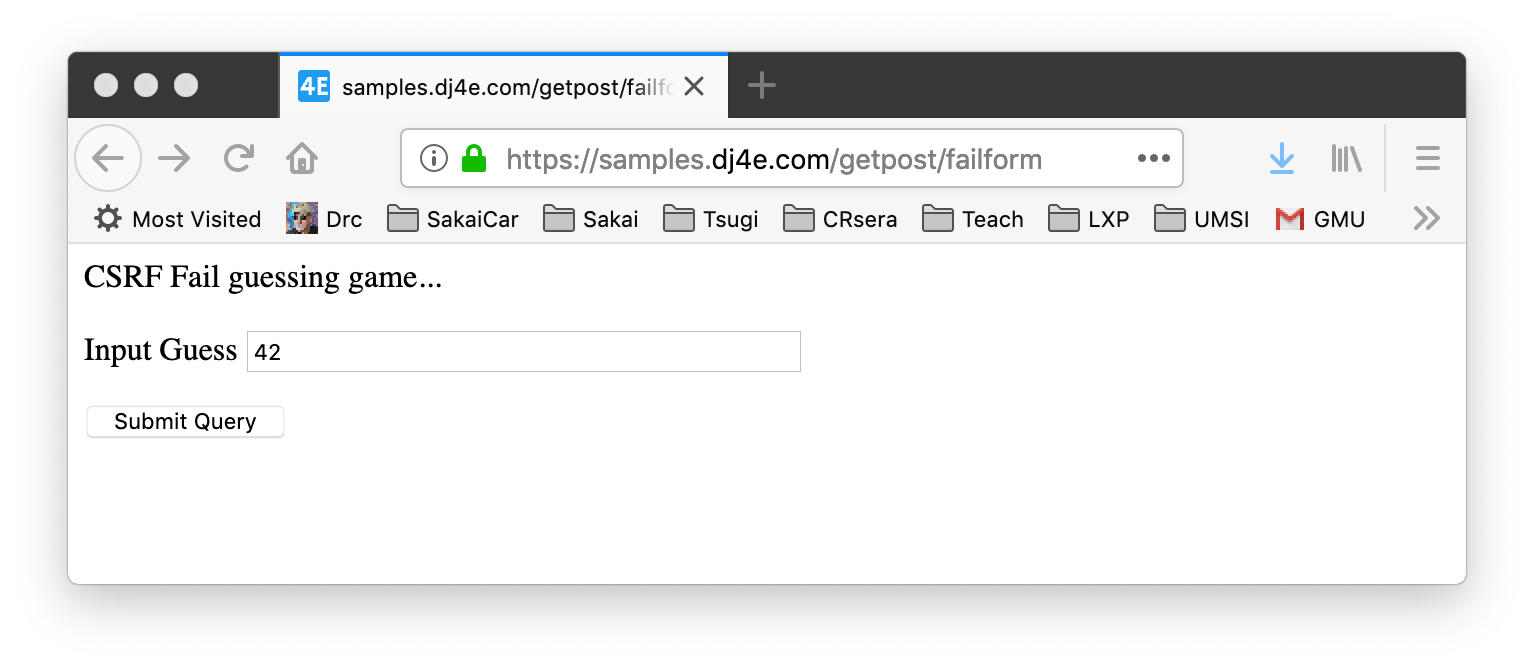 4E samples.dj4e.com/getpost/failfo
https://samples.dj4e.com/getpost/failform
Most Visited Drc SakaiCar Sakai Tsugi CRsera Teach LXP UMSI GMU
CSRF Fail guessing game...
Input Guess 42
Submit Query